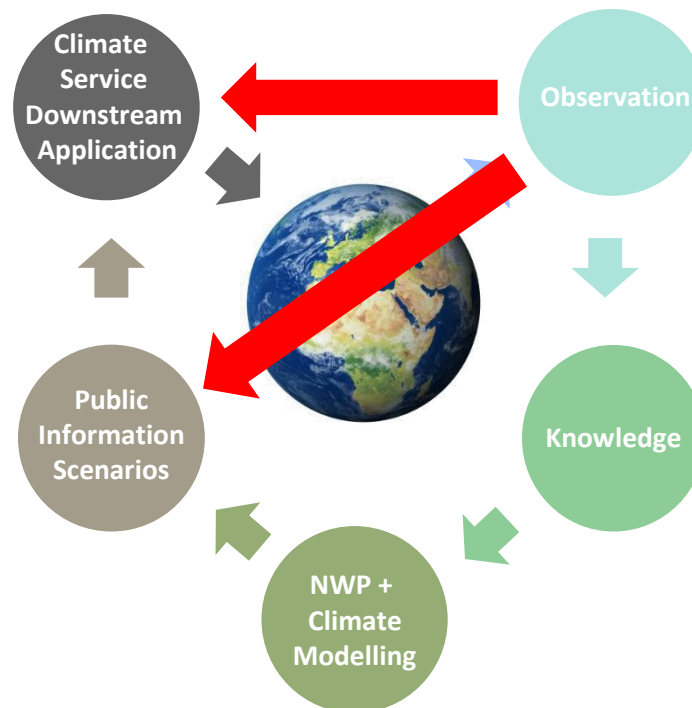 Climate
Service
Downstream
Application
Observation
Public
Information
Scenarios
Knowledge
NWP +
Climate
Modelling